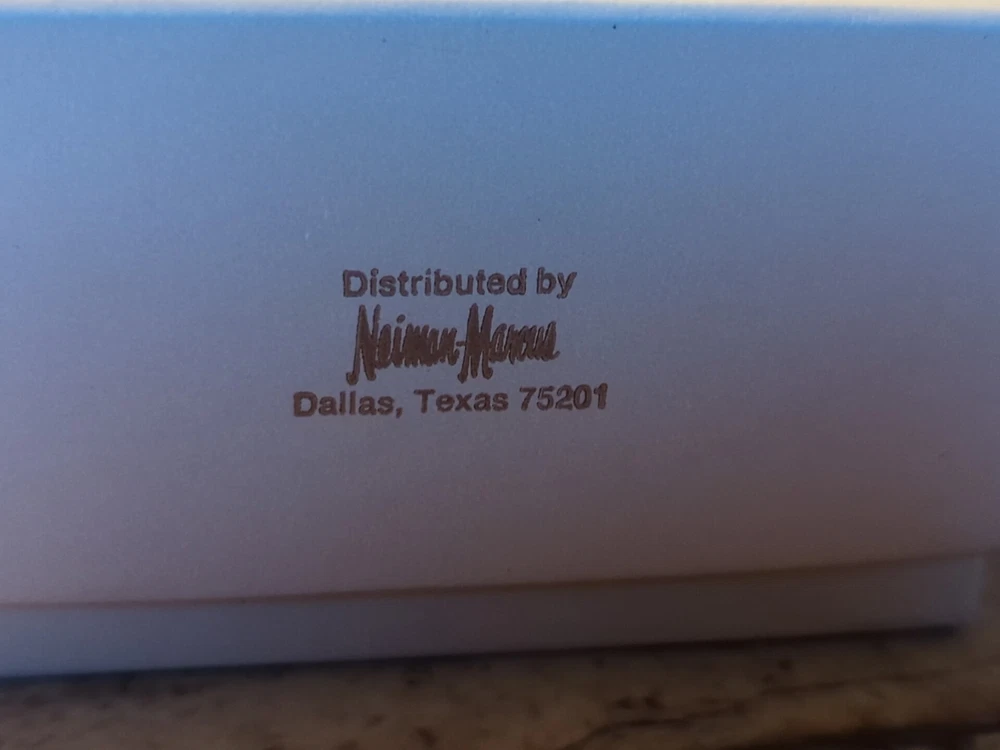 Distributed by
Neiman-Marcus
Dallas, Texas 75201